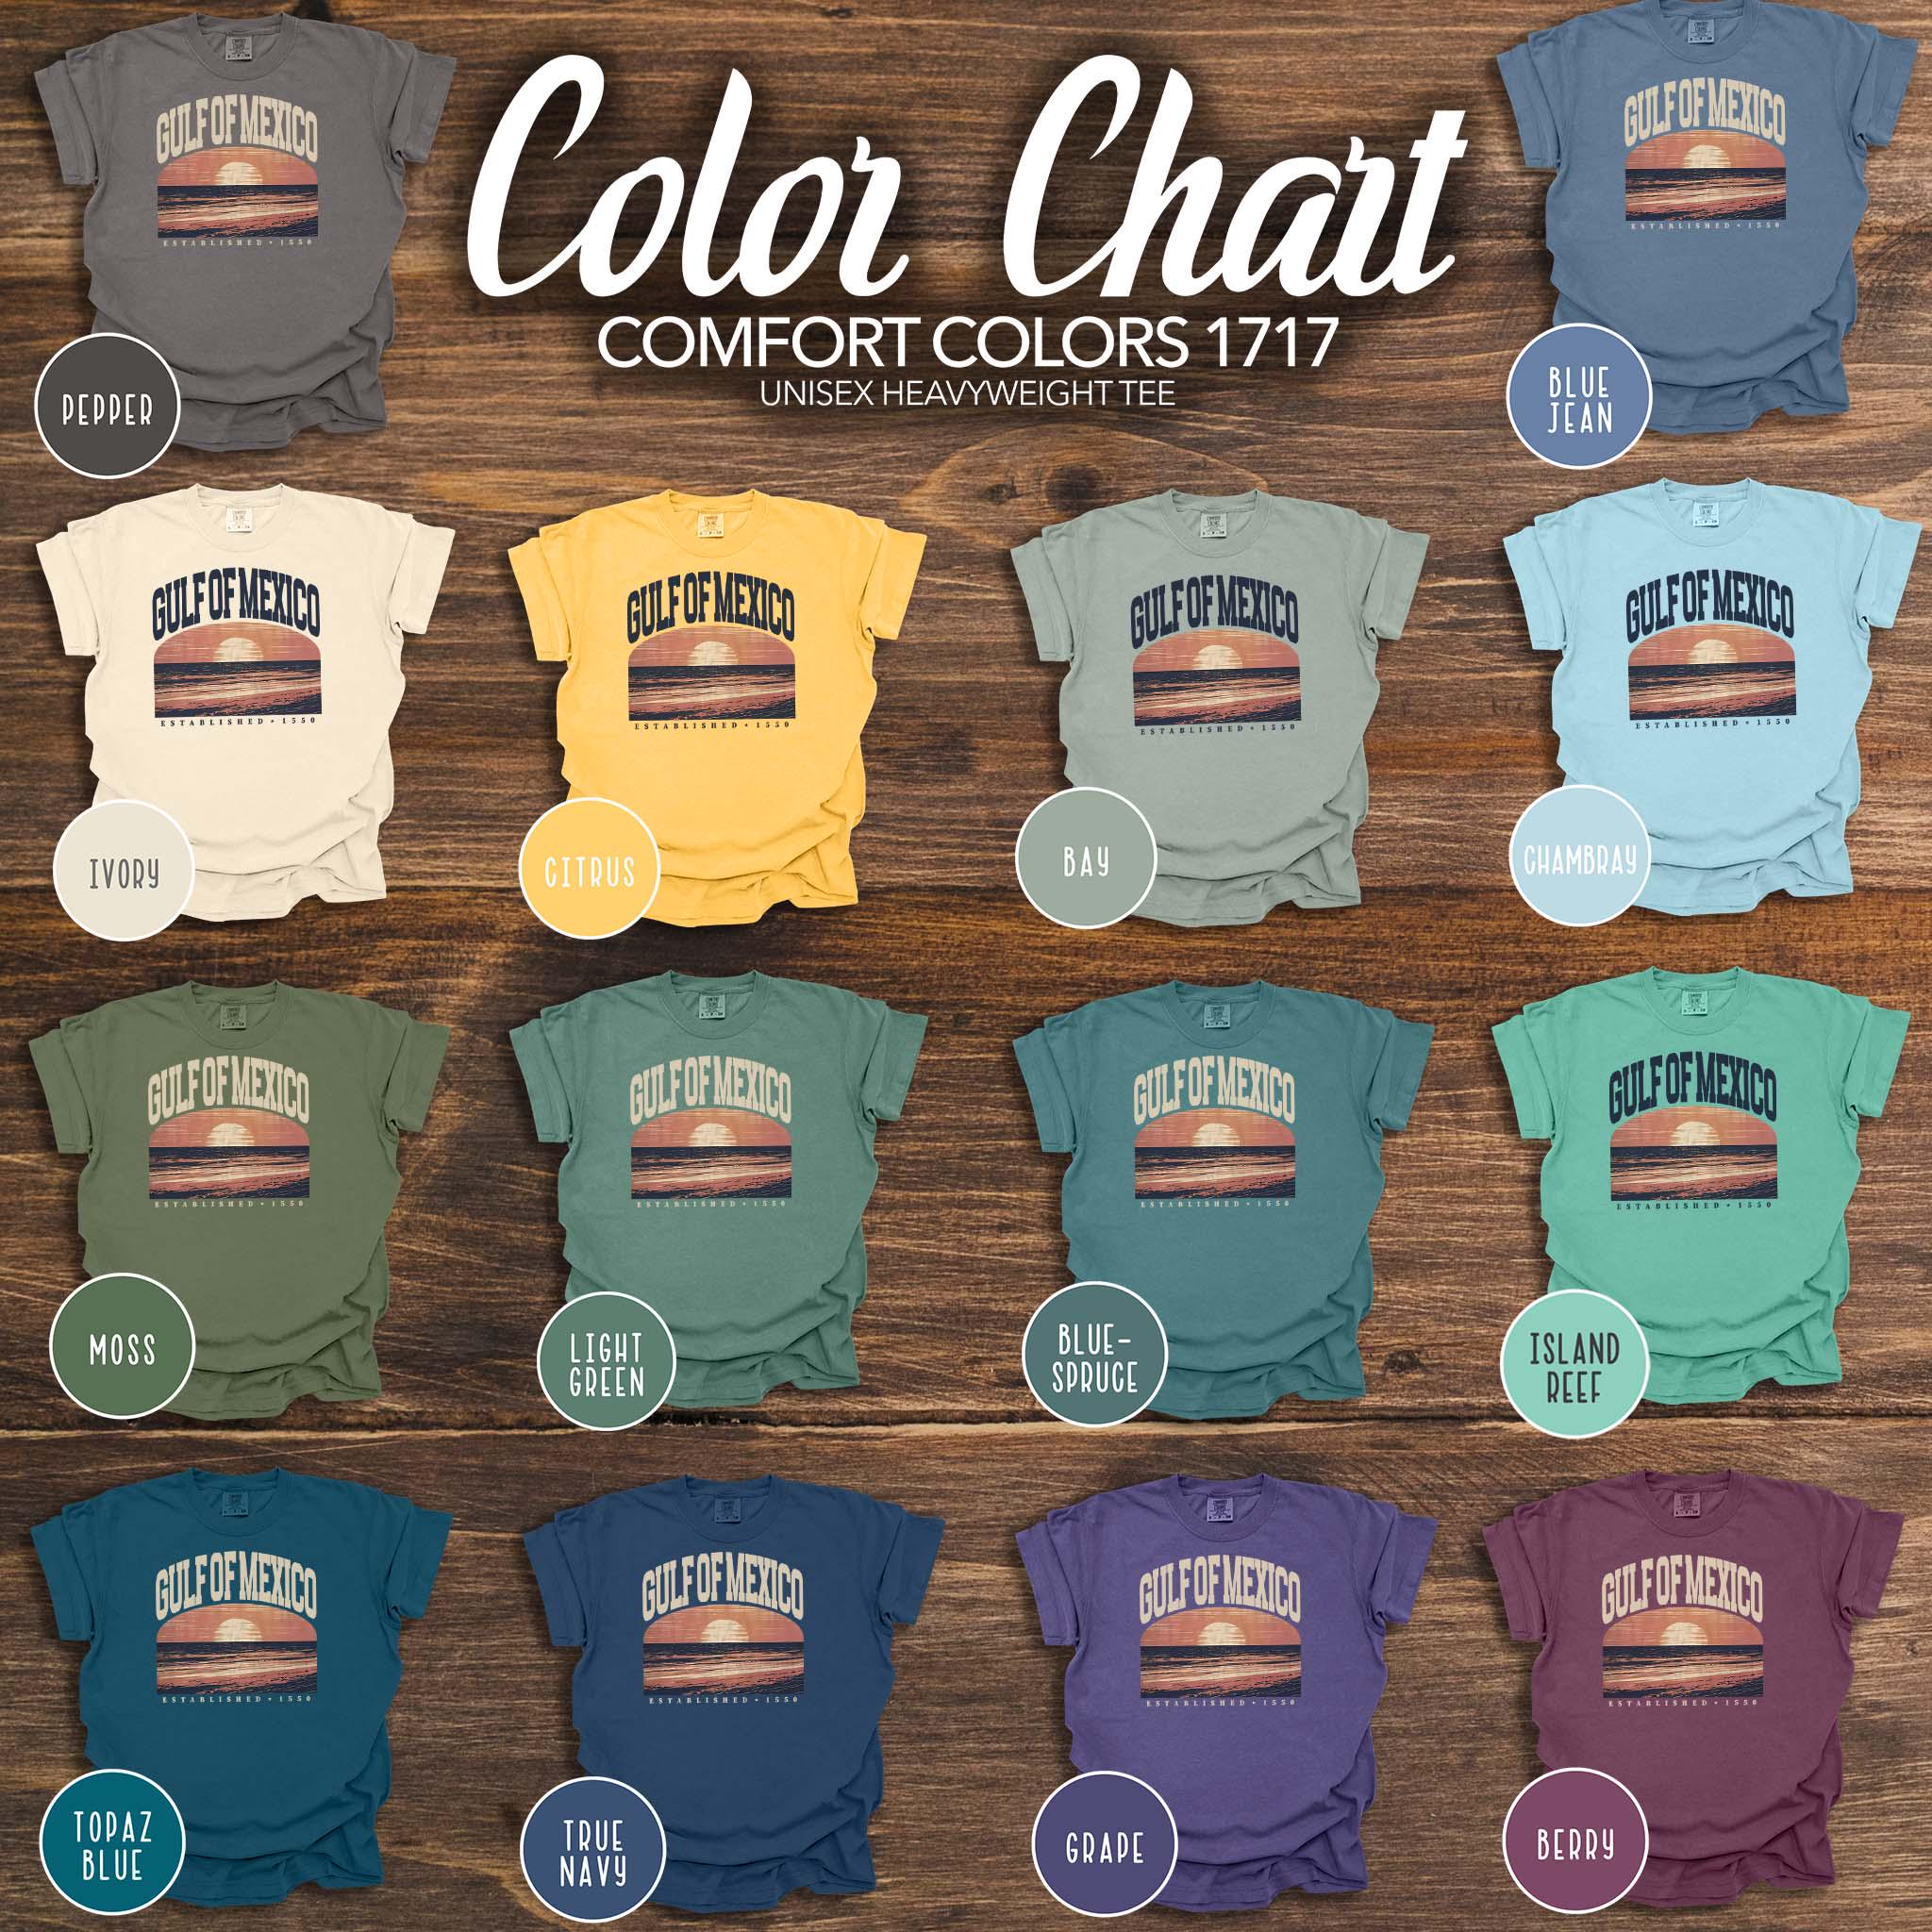 GULF OF MEXICO
ESTABLISHED • 1550
PEPPER
Color Chart
COMFORT COLORS 1717
UNISEX HEAVYWEIGHT TEE
GULF OF MEXICO
ESTABLISHED • 1550
BLUE
JEAN
GULF OF MEXICO
ESTABLISHED • 1550
IVORY
GULF OF MEXICO
ESTABLISHED • 1550
CITRUS
GULF OF MEXICO
ESTABLISHED • 1550
BAY
GULF OF MEXICO
ESTABLISHED • 1550
CHAMBRAY
GULF OF MEXICO
ESTABLISHED • 1550
MOSS
GULF OF MEXICO
ESTABLISHED • 1550
LIGHT
GREEN
GULF OF MEXICO
ESTABLISHED • 1550
BLUE-
SPRUCE
GULF OF MEXICO
ESTABLISHED • 1550
ISLAND
REEF
GULF OF MEXICO
ESTABLISHED • 1550
TOPAZ
BLUE
GULF OF MEXICO
ESTABLISHED • 1550
TRUE
NAVY
GULF OF MEXICO
ESTABLISHED • 1550
GRAPE
GULF OF MEXICO
ESTABLISHED • 1550
BERRY